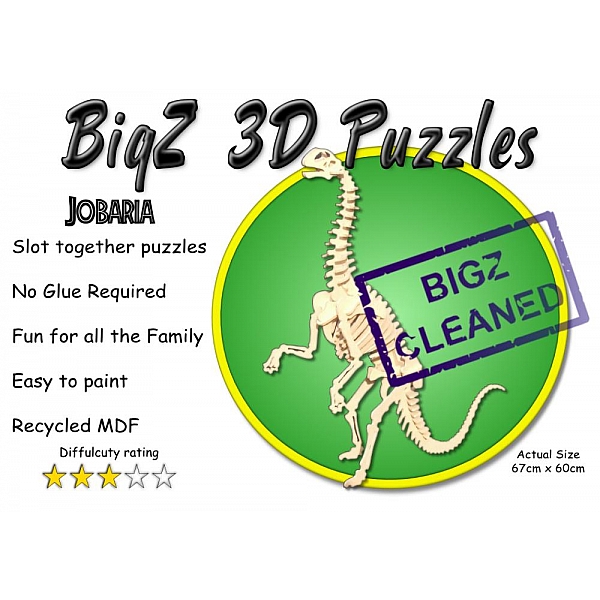 BigZ 3D Puzzles
JOBARIA
Slot together puzzles
No Glue Required
Fun for all the Family
Easy to paint
Recycled MDF
Diffulcuty rating
BIGZ
CLEANED
Actual Size
67cm x 60cm